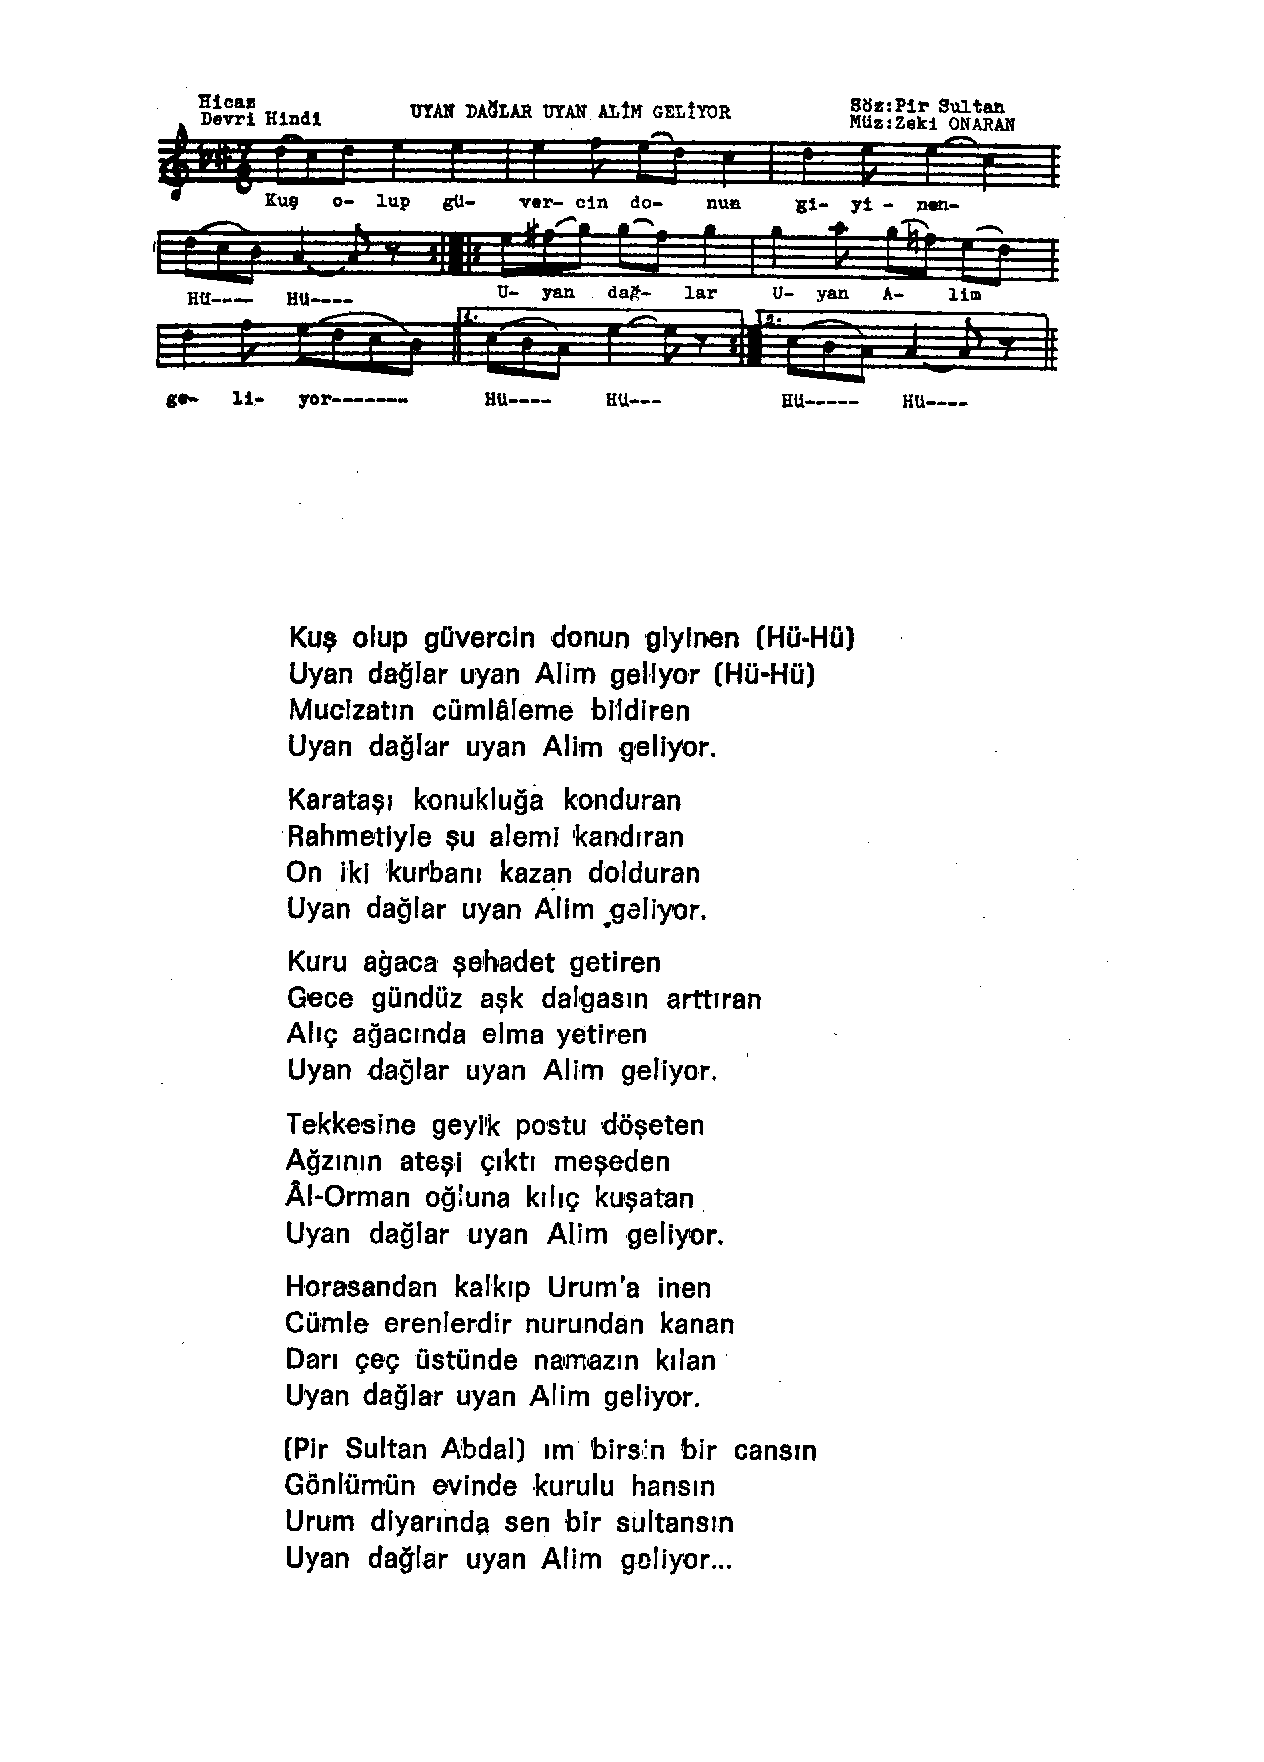 Hicaz
Devri Hindi
UYAN DAĞLAR UYAN ALİM GELİYOR
Söz:Pir Sultan
Müz:Zeki ONARAN
Kuş o- lup gü- ver- cin do- nun gi- yi - nen-
Hü---- Hü---- U- yan dağ- lar U- yan A- lim
ge- li- yor------- 1. Hü---- Hü--- 2. Hü----- Hü----
Kuş olup güvercin donun giyinen (Hü-Hü)
Uyan dağlar uyan Alim geliyor (Hü-Hü)
Mucizatın cümlâleme bildiren
Uyan dağlar uyan Alim geliyor.
Karataşı konukluğa konduran
Rahmetiyle şu alemi kandıran
On iki kurbanı kazan dolduran
Uyan dağlar uyan Alim geliyor.
Kuru ağaca şehadet getiren
Gece gündüz aşk dalgasın arttıran
Alıç ağacında elma yetiren
Uyan dağlar uyan Alim geliyor.
Tekkesine geyik postu döşeten
Ağzının ateşi çıktı meşeden
Âl-Orman oğluna kılıç kuşatan
Uyan dağlar uyan Alim geliyor.
Horasandan kalkıp Urum'a inen
Cümle erenlerdir nurundan kanan
Darı çeç üstünde namazın kılan
Uyan dağlar uyan Alim geliyor.
(Pir Sultan Abdal) ım birsin bir cansın
Gönlümün evinde kurulu hansın
Urum diyarında sen bir sultansın
Uyan dağlar uyan Alim geliyor...